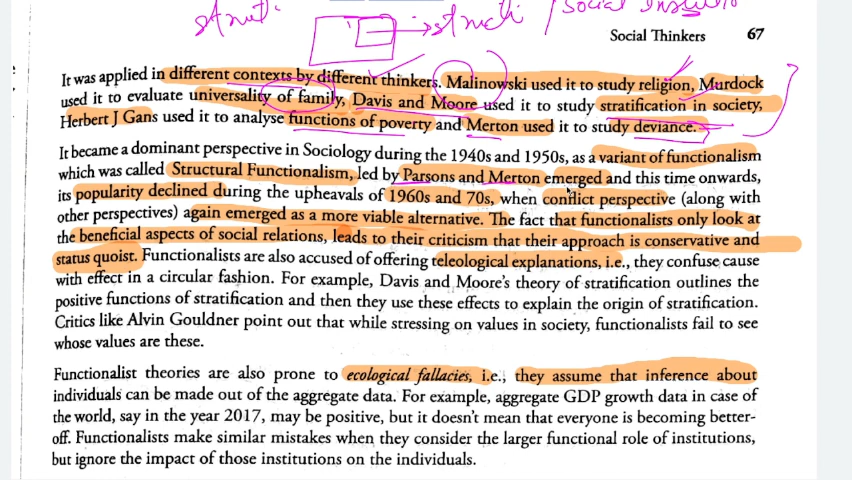 structi / Social Institu
struct
Social Thinkers 67
It was applied in different contexts by different thinkers. Malinowski used it to study religion, Murdock
used it to evaluate universality of family, Davis and Moore used it to study stratification in society,
Herbert J Gans used it to analyse functions of poverty and Merton used it to study deviance.
It became a dominant perspective in Sociology during the 1940s and 1950s, as a variant of functionalism
which was called Structural Functionalism, led by Parsons and Merton emerged and this time onwards,
its popularity declined during the upheavals of 1960s and 70s, when conflict perspective (along with
other perspectives) again emerged as a more viable alternative. The fact that functionalists only look at
the beneficial aspects of social relations, leads to their criticism that their approach is conservative and
status quoist. Functionalists are also accused of offering teleological explanations, i.e., they confuse cause
with effect in a circular fashion. For example, Davis and Moore's theory of stratification outlines the
positive functions of stratification and then they use these effects to explain the origin of stratification.
Critics like Alvin Gouldner point out that while stressing on values in society, functionalists fail to see
whose values are these.
Functionalist theories are also prone to ecological fallacies, i.e., they assume that inference about
individuals can be made out of the aggregate data. For example, aggregate GDP growth data in case of
the world, say in the year 2017, may be positive, but it doesn't mean that everyone is becoming better-
off. Functionalists make similar mistakes when they consider the larger functional role of institutions,
but ignore the impact of those institutions on the individuals.